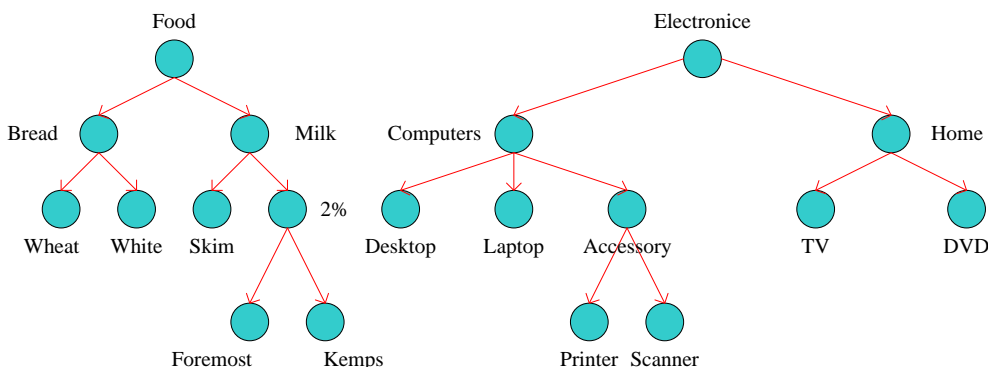 Food
Electronice
Bread
Milk
Computers
Home
2%
Wheat
White
Skim
Desktop
Laptop
Accessory
TV
DVD
Foremost
Kemps
Printer
Scanner